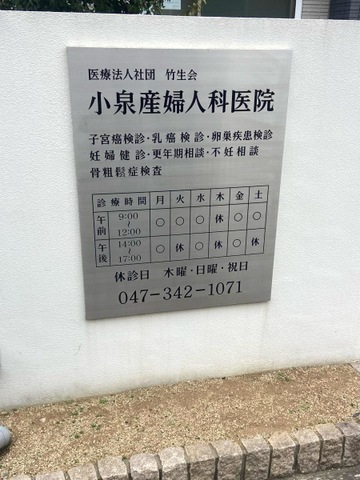 医療法人社団 竹生会
小泉産婦人科医院
子宮癌検診・乳癌検診・卵巣疾患検診
妊婦健診・更年期相談・不妊相談
骨粗鬆症検査
診療時間 月 火 水 木 金 土
午前 9:00～12:00 ○ ○ ○ 休 ○ ○
午後 14:00～17:00 ○ 休 ○ 休 ○ 休
休診日 木曜・日曜・祝日
047-342-1071